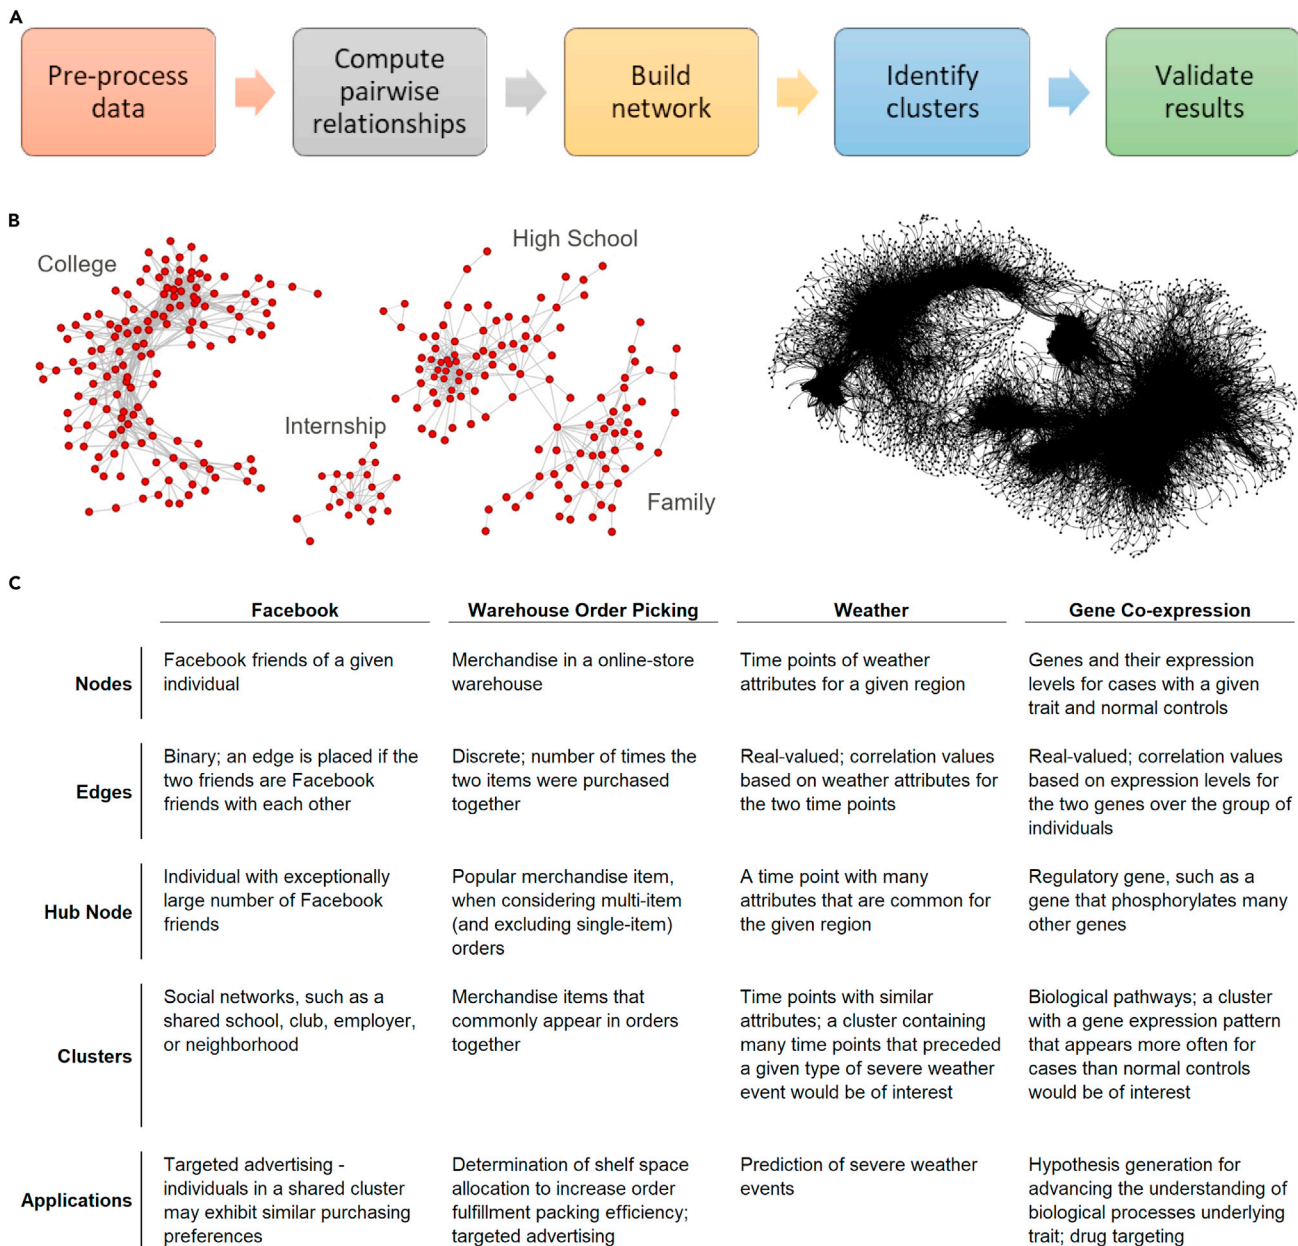 A
Pre-process
data
Compute
pairwise
relationships
Build
network
Identify
clusters
Validate
results
B
College
High School
Internship
Family
C
Facebook
Warehouse Order Picking
Weather
Gene Co-expression
Nodes
Facebook friends of a given
individual
Merchandise in a online-store
warehouse
Time points of weather
attributes for a given region
Genes and their expression
levels for cases with a given
trait and normal controls
Edges
Binary; an edge is placed if the
two friends are Facebook
friends with each other
Discrete; number of times the
two items were purchased
together
Real-valued; correlation values
based on weather attributes for
the two time points
Real-valued; correlation values
based on expression levels for
the two genes over the group of
individuals
Hub Node
Individual with exceptionally
large number of Facebook
friends
Popular merchandise item,
when considering multi-item
(and excluding single-item)
orders
A time point with many
attributes that are common for
the given region
Regulatory gene, such as a
gene that phosphorylates many
other genes
Clusters
Social networks, such as a
shared school, club, employer,
or neighborhood
Merchandise items that
commonly appear in orders
together
Time points with similar
attributes; a cluster containing
many time points that preceded
a given type of severe weather
event would be of interest
Biological pathways; a cluster
with a gene expression pattern
that appears more often for
cases than normal controls
would be of interest
Applications
Targeted advertising -
individuals in a shared cluster
may exhibit similar purchasing
preferences
Determination of shelf space
allocation to increase order
fulfillment packing efficiency;
targeted advertising
Prediction of severe weather
events
Hypothesis generation for
advancing the understanding of
biological processes underlying
trait; drug targeting